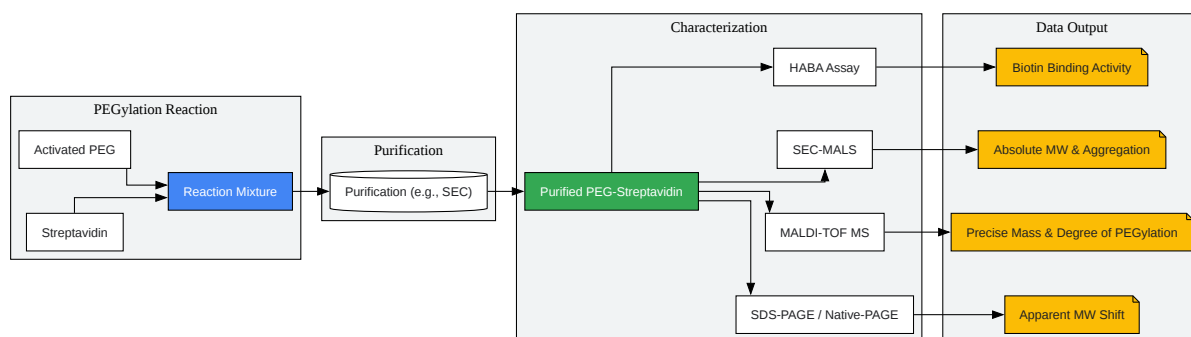 PEGylation Reaction
Activated PEG
Streptavidin
Reaction Mixture
Purification
Purification (e.g., SEC)
Characterization
Purified PEG-Streptavidin
HABA Assay
SEC-MALS
MALDI-TOF MS
SDS-PAGE / Native-PAGE
Data Output
Biotin Binding Activity
Absolute MW & Aggregation
Precise Mass & Degree of PEGylation
Apparent MW Shift